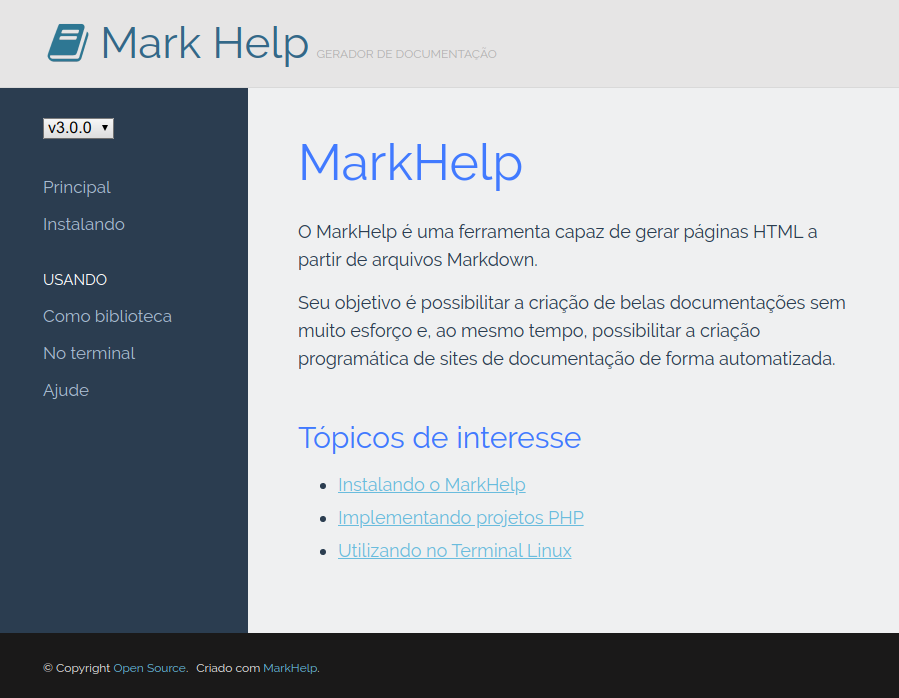 Mark Help GERADOR DE DOCUMENTAÇÃO
v3.0.0
Principal
Instalando
USANDO
Como biblioteca
No terminal
Ajude
MarkHelp
O MarkHelp é uma ferramenta capaz de gerar páginas HTML a
partir de arquivos Markdown.
Seu objetivo é possibilitar a criação de belas documentações sem
muito esforço e, ao mesmo tempo, possibilitar a criação
programática de sites de documentação de forma automatizada.
Tópicos de interesse
Instalando o MarkHelp
Implementando projetos PHP
Utilizando no Terminal Linux
© Copyright Open Source. Criado com MarkHelp.